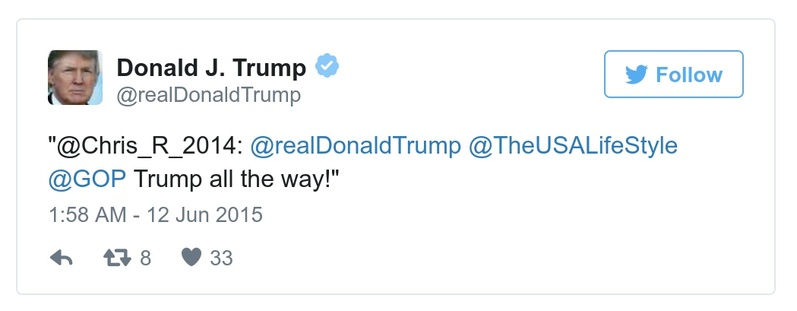 Donald J. Trump
Follow
@realDonaldTrump
"@Chris_R_2014: @realDonaldTrump @TheUSALifeStyle
@GOP Trump all the way!"
1:58 AM - 12 Jun 2015
8 33